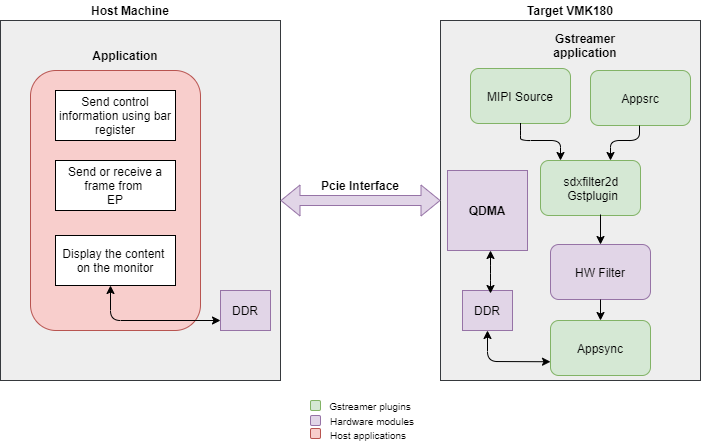 Host Machine
Application
Send control
information using bar
register
Send or receive a
frame from
EP
Display the content
on the monitor
DDR
Pcie Interface
Target VMK180
Gstreamer
application
MIPI Source
Appsrc
sdxfilter2d
Gstplugin
QDMA
HW Filter
DDR
Appsync
Gstreamer plugins
Hardware modules
Host applications